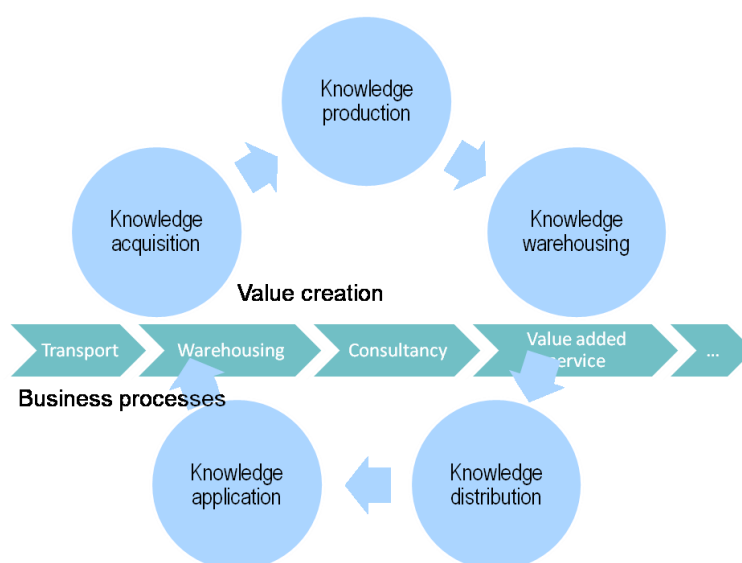 Knowledge
production
Knowledge
acquisition
Knowledge
warehousing
Value creation
Transport
Warehousing
Consultancy
Value added
service
...
Business processes
Knowledge
application
Knowledge
distribution